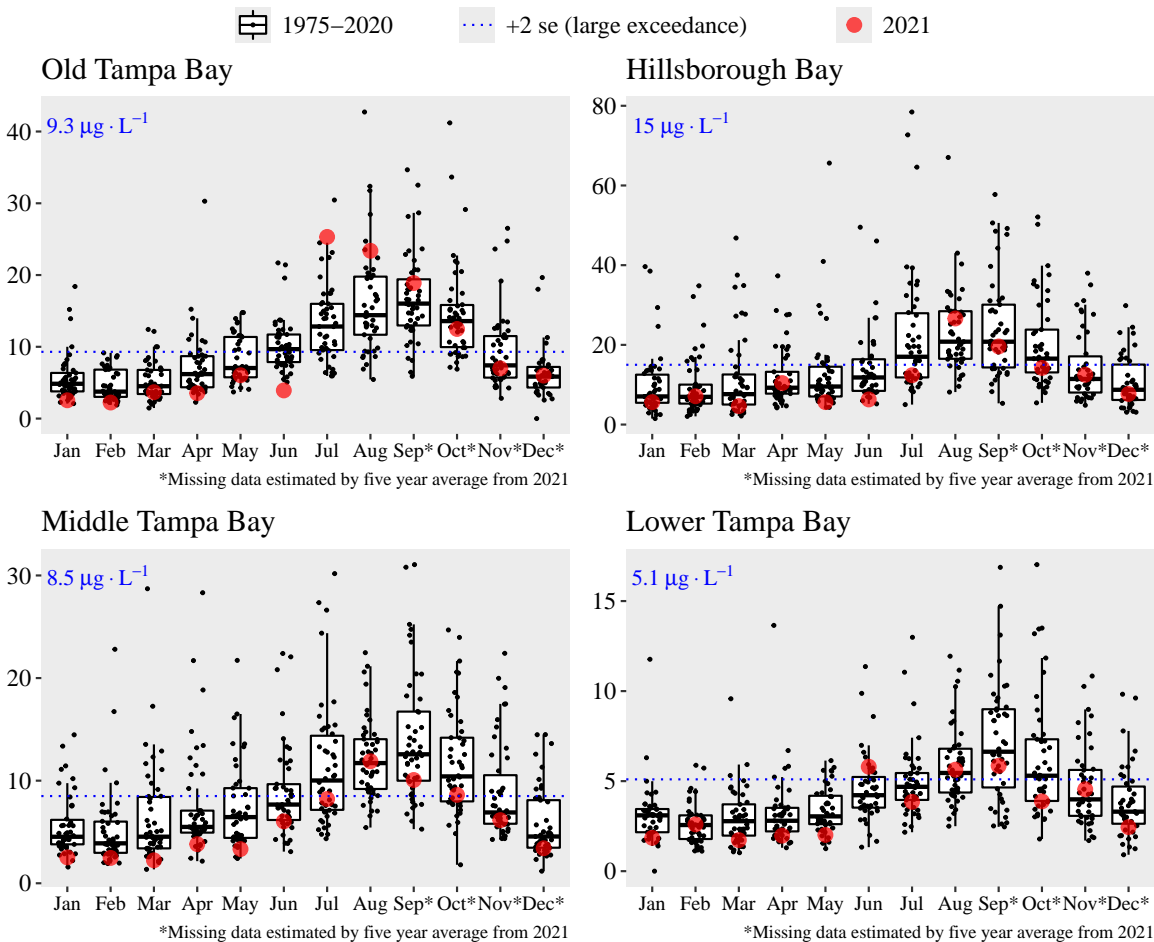 1975−2020 +2 se (large exceedance) 2021
Old Tampa Bay
9.3 μg · L⁻¹
40
30
20
10
0
Jan Feb Mar Apr May Jun Jul Aug Sep* Oct* Nov* Dec*
*Missing data estimated by five year average from 2021
Hillsborough Bay
15 μg · L⁻¹
80
60
40
20
0
Jan Feb Mar Apr May Jun Jul Aug Sep* Oct* Nov* Dec*
*Missing data estimated by five year average from 2021
Middle Tampa Bay
8.5 μg · L⁻¹
30
20
10
0
Jan Feb Mar Apr May Jun Jul Aug Sep* Oct* Nov* Dec*
*Missing data estimated by five year average from 2021
Lower Tampa Bay
5.1 μg · L⁻¹
15
10
5
0
Jan Feb Mar Apr May Jun Jul Aug Sep* Oct* Nov* Dec*
*Missing data estimated by five year average from 2021